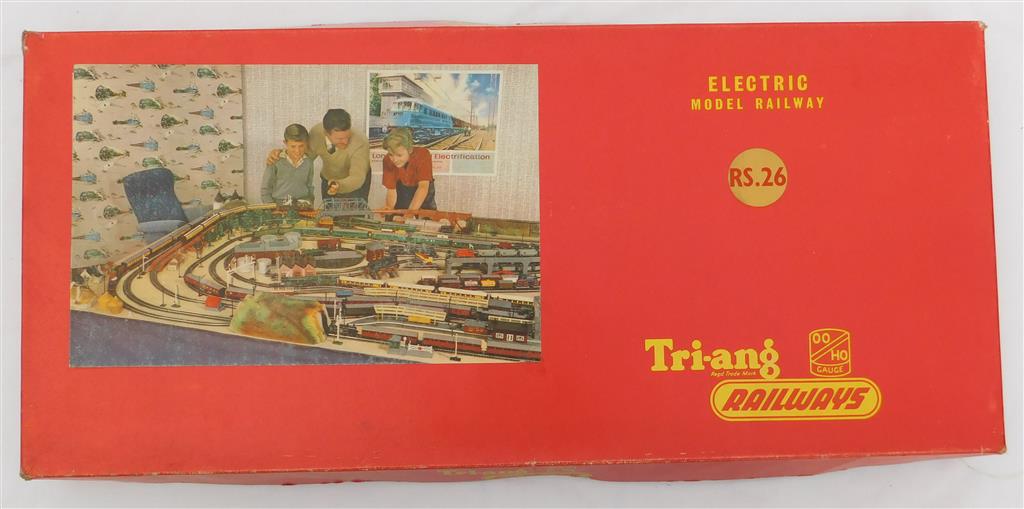 ELECTRIC
MODEL RAILWAY
RS.26
Electrification
Tri-ang
Regd Trade Mark
OO
HO
GAUGE
RAILWAYS